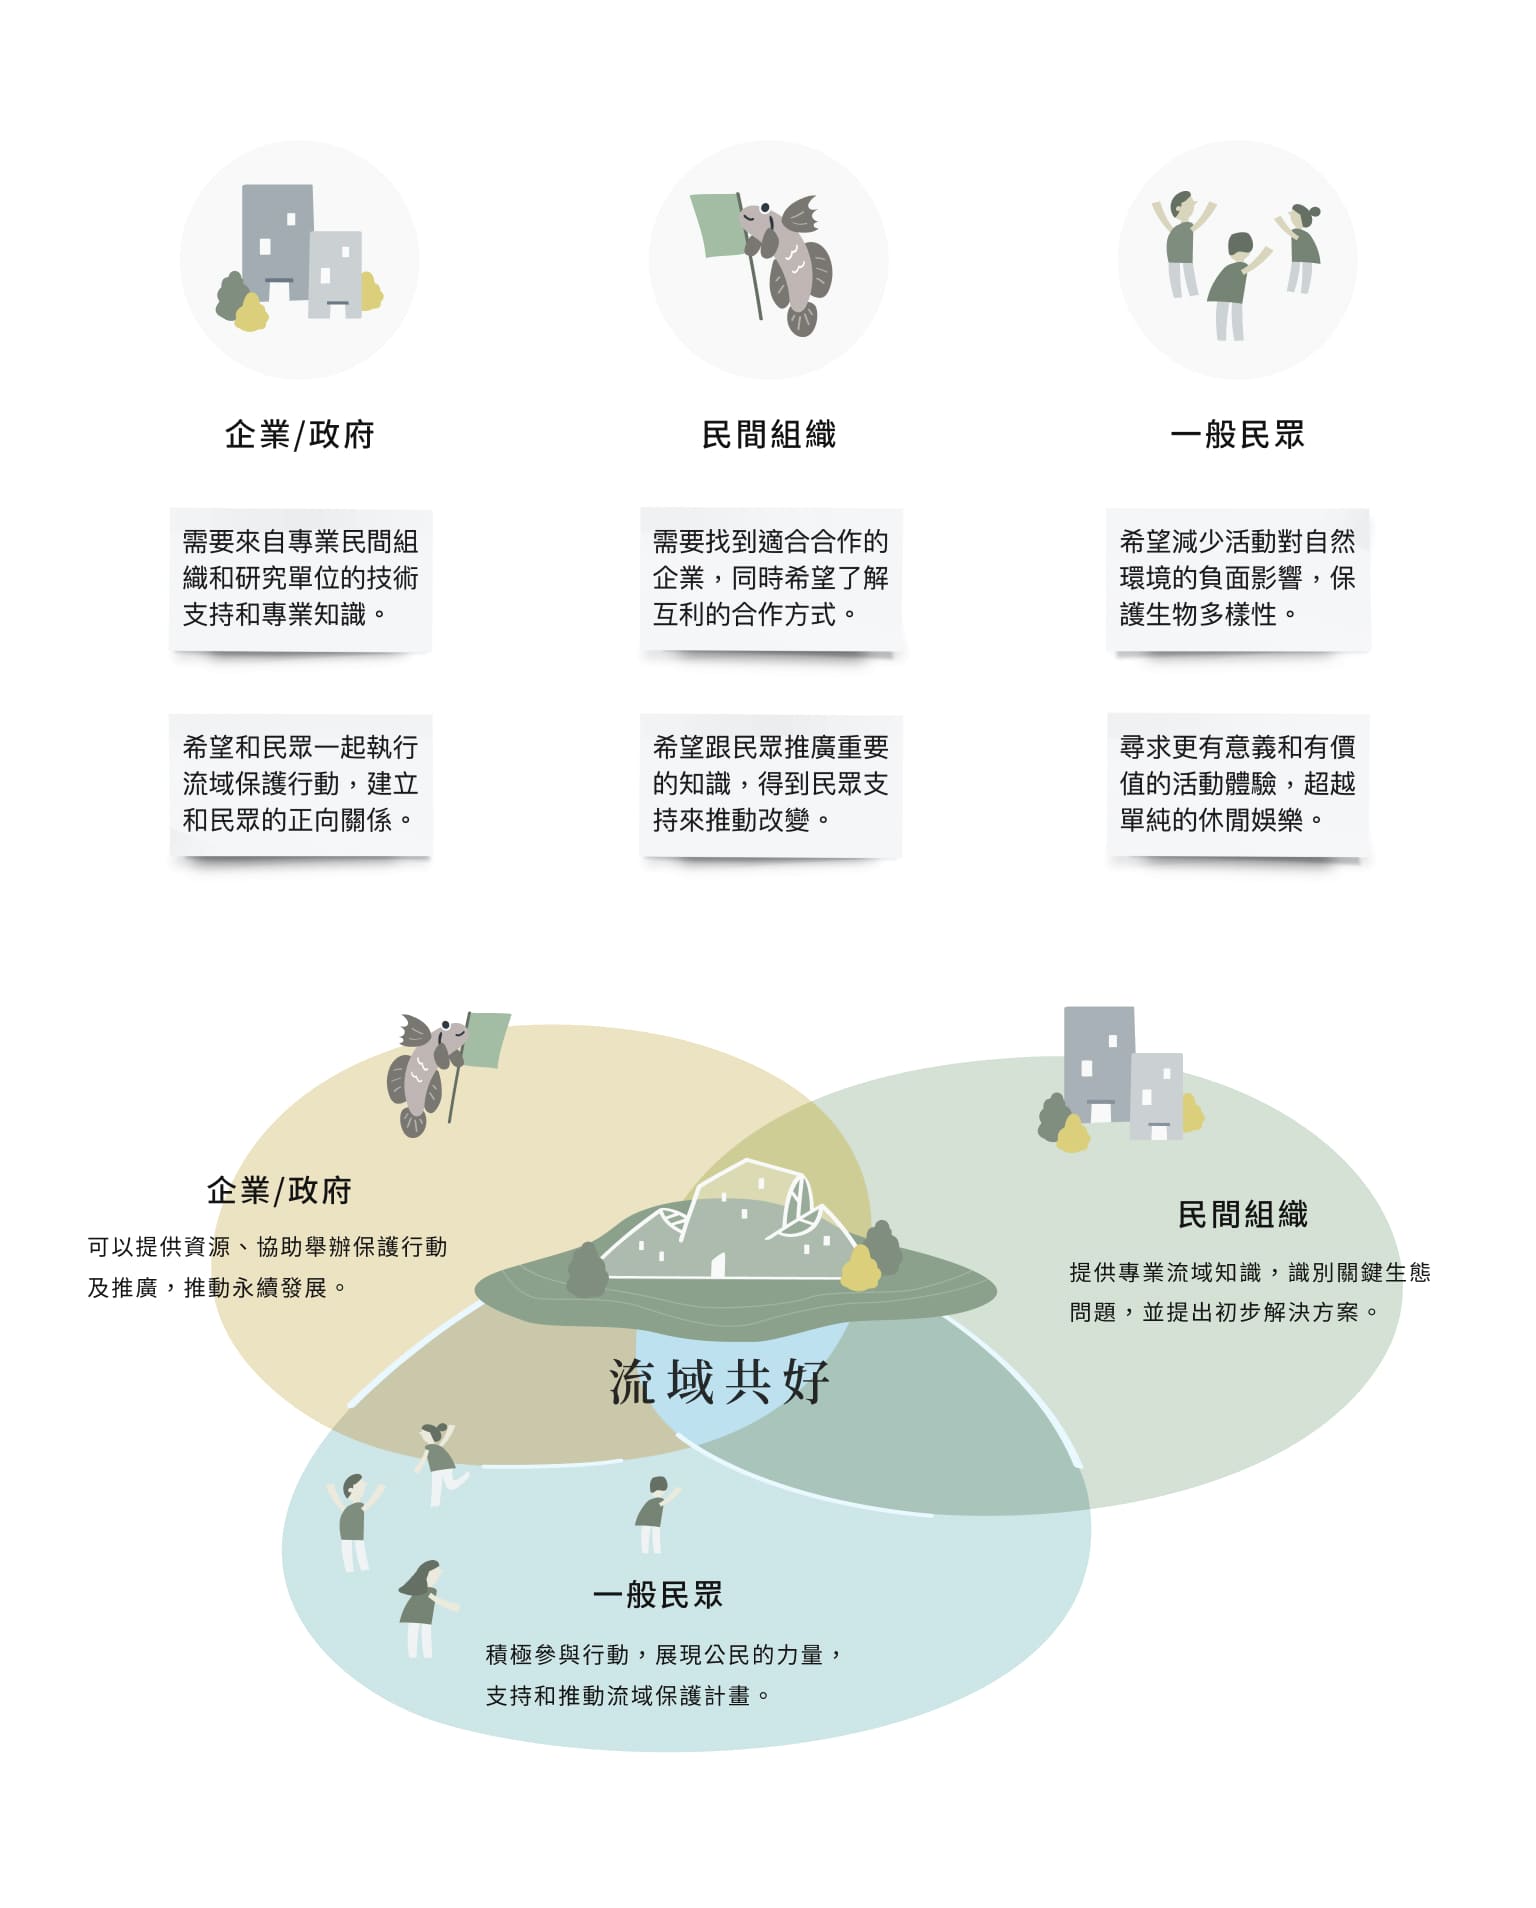 企業/政府
需要來自專業民間組
織和研究單位的技術
支持和專業知識。
希望和民眾一起執行
流域保護行動，建立
和民眾的正向關係。
民間組織
需要找到適合合作的
企業，同時希望了解
互利的合作方式。
希望跟民眾推廣重要
的知識，得到民眾支
持來推動改變。
一般民眾
希望減少活動對自然
環境的負面影響，保
護生物多樣性。
尋求更有意義和有價
值的活動體驗，超越
單純的休閒娛樂。
企業/政府
可以提供資源、協助舉辦保護行動
及推廣，推動永續發展。
民間組織
提供專業流域知識，識別關鍵生態
問題，並提出初步解決方案。
流域共好
一般民眾
積極參與行動，展現公民的力量，
支持和推動流域保護計畫。